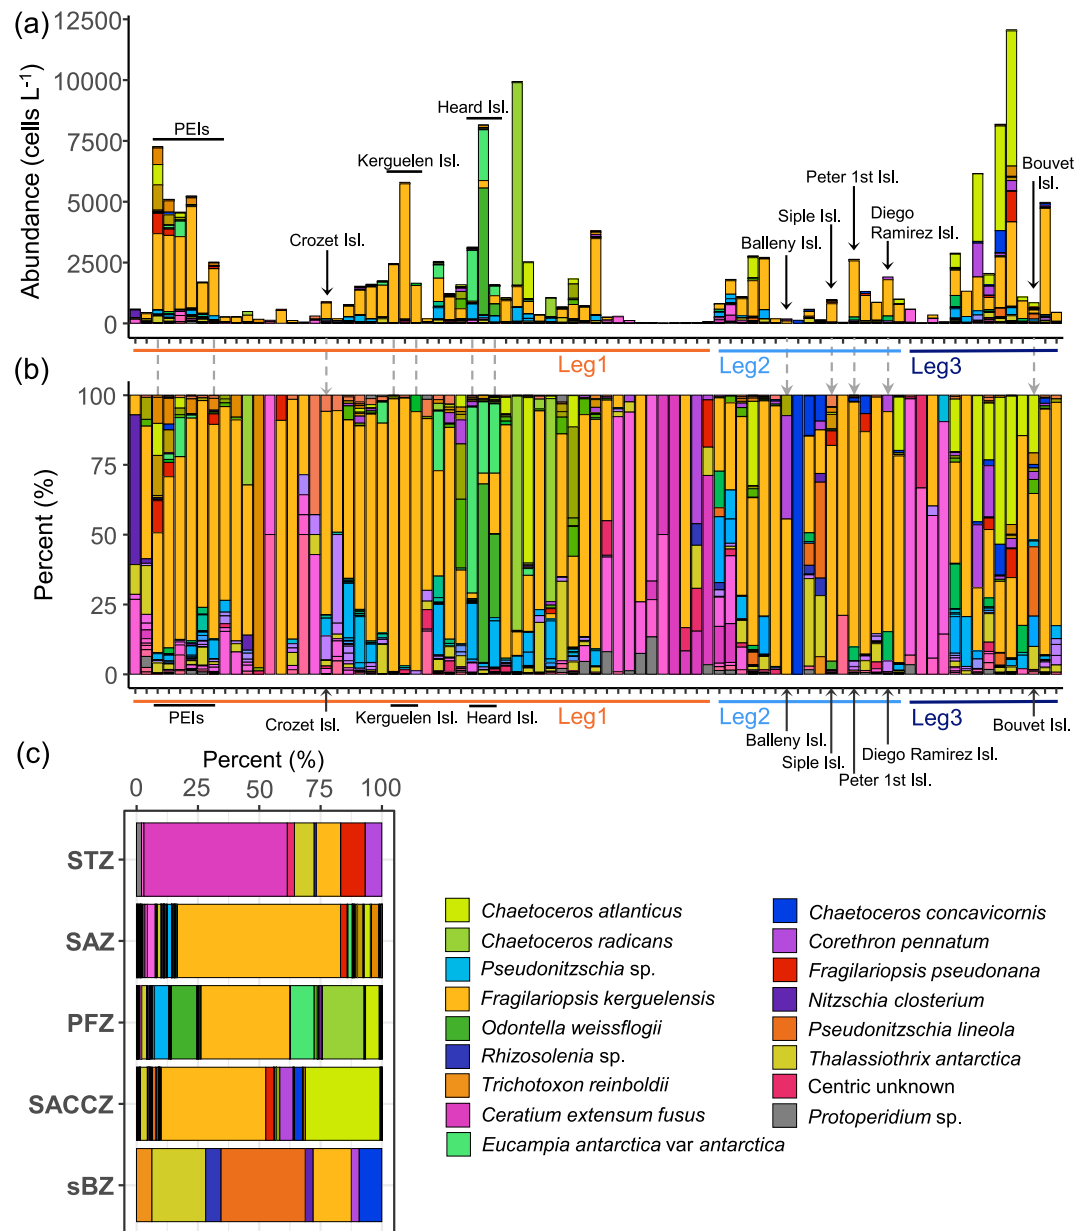 (a)
12500
10000
7500
5000
2500
0
Abundance (cells L-1)
PEIs
Crozet Isl.
Kerguelen Isl.
Heard Isl.
Balleny Isl.
Siple Isl.
Peter 1st Isl.
Diego
Ramirez Isl.
Bouvet
Isl.
Leg1
Leg2
Leg3
(b)
100
75
50
25
0
Percent (%)
PEIs
Crozet Isl.
Kerguelen Isl.
Heard Isl.
Leg1
Leg2
Leg3
Balleny Isl.
Siple Isl.
Peter 1st Isl.
Diego Ramirez Isl.
Bouvet Isl.
(c)
Percent (%)
0 25 50 75 100
STZ
SAZ
PFZ
SACCZ
sBZ
Chaetoceros atlanticus
Chaetoceros radicans
Pseudonitzschia sp.
Fragilariopsis kerguelensis
Odontella weissflogii
Rhizosolenia sp.
Trichotoxon reinboldii
Ceratium extensum fusus
Eucampia antarctica var antarctica
Chaetoceros concavicornis
Corethron pennatum
Fragilariopsis pseudonana
Nitzschia closterium
Pseudonitzschia lineola
Thalassiothrix antarctica
Centric unknown
Protoperidium sp.